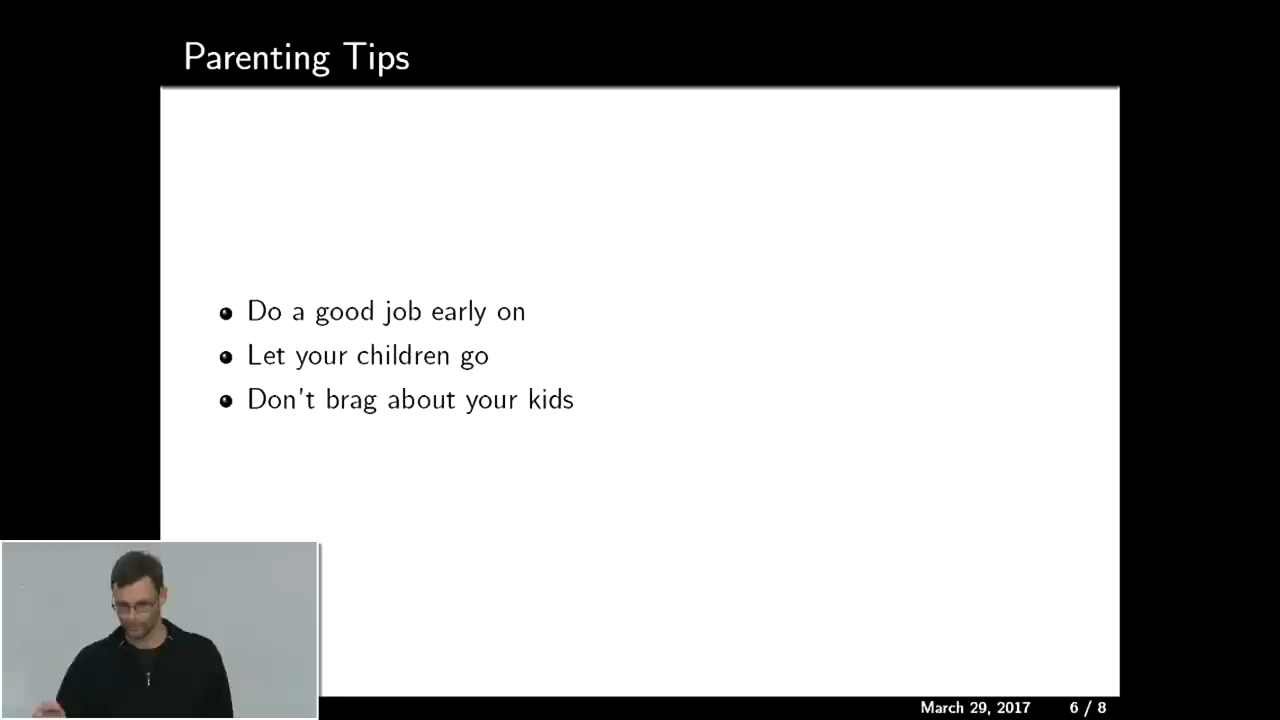 Parenting Tips
Do a good job early on
Let your children go
Don't brag about your kids
March 29, 2017 6 / 8